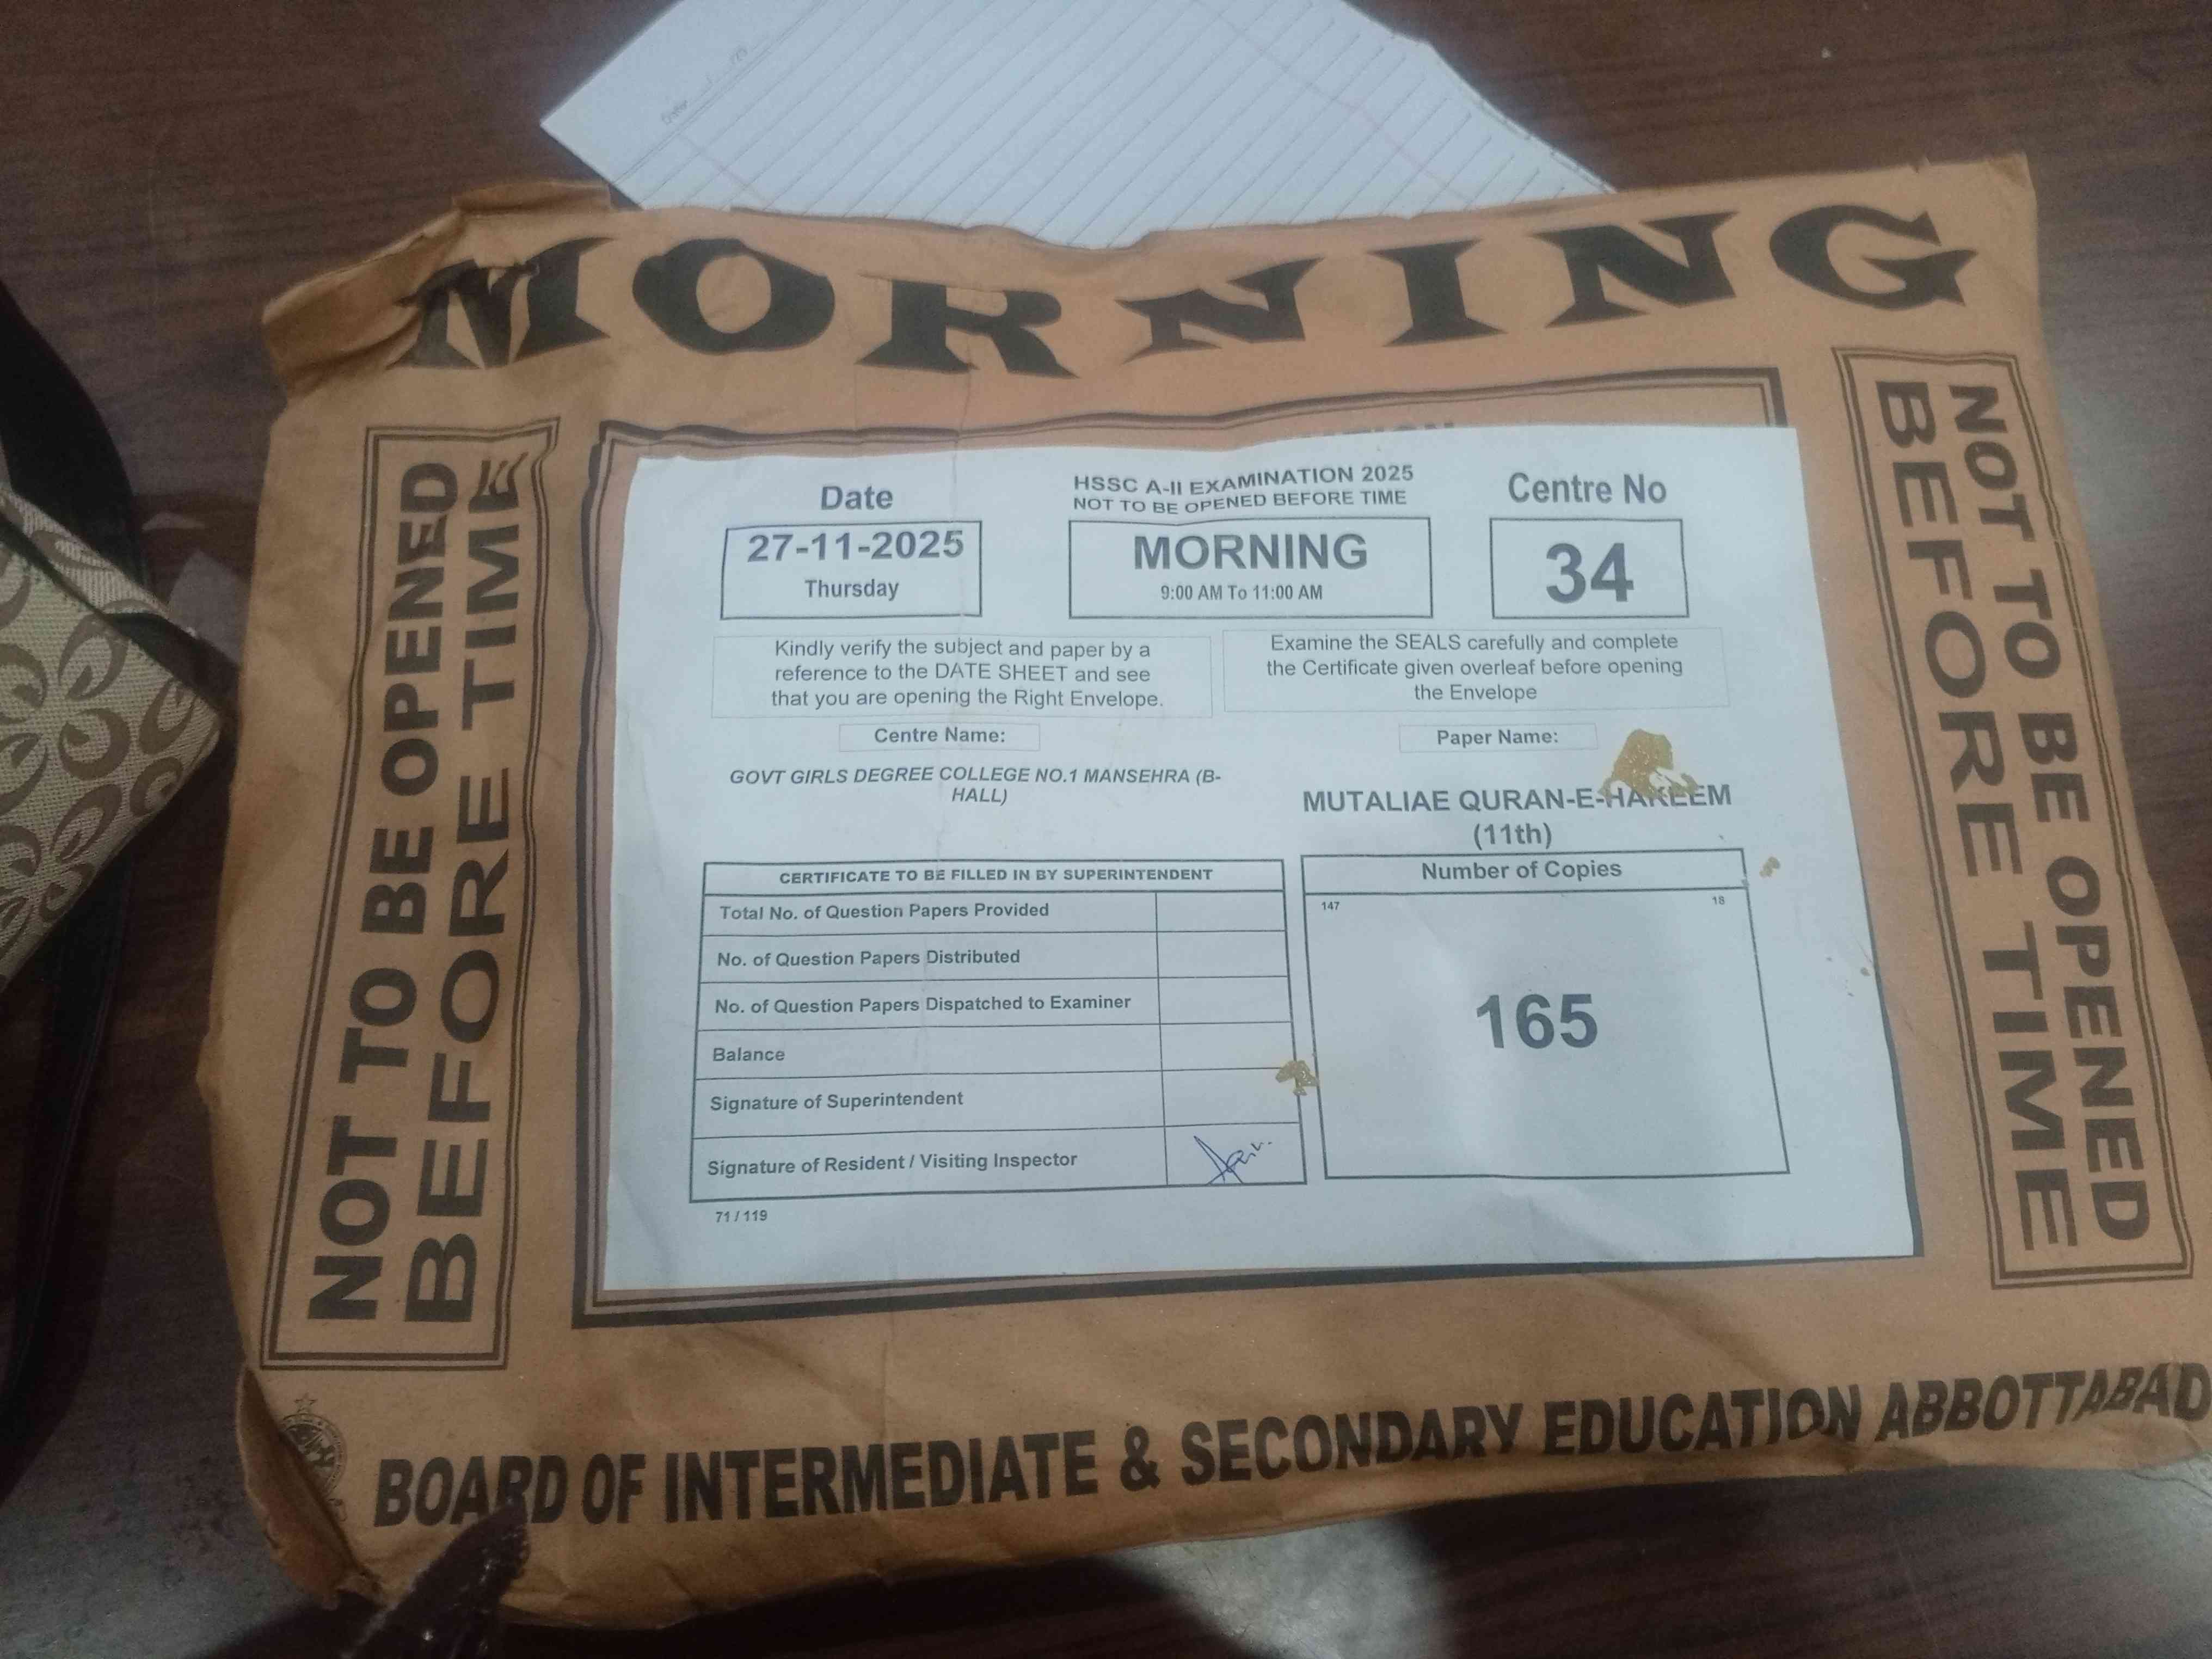 MORNING
NOT TO BE OPENED
BEFORE TIME
NOT TO BE OPENED
BEFORE TIME
Date
27-11-2025
Thursday
HSSC A-II EXAMINATION 2025
NOT TO BE OPENED BEFORE TIME
MORNING
9:00 AM To 11:00 AM
Centre No
34
Kindly verify the subject and paper by a
reference to the DATE SHEET and see
that you are opening the Right Envelope.
Examine the SEALS carefully and complete
the Certificate given overleaf before opening
the Envelope
Centre Name:
GOVT GIRLS DEGREE COLLEGE NO.1 MANSEHRA (B-
HALL)
Paper Name:
MUTALIAE QURAN-E-HAKEEM
(11th)
CERTIFICATE TO BE FILLED IN BY SUPERINTENDENT
Total No. of Question Papers Provided
No. of Question Papers Distributed
No. of Question Papers Dispatched to Examiner
Balance
Signature of Superintendent
Signature of Resident / Visiting Inspector
71 / 119
Number of Copies
147 18
165
BOARD OF INTERMEDIATE & SECONDARY EDUCATION ABBOTTABAD